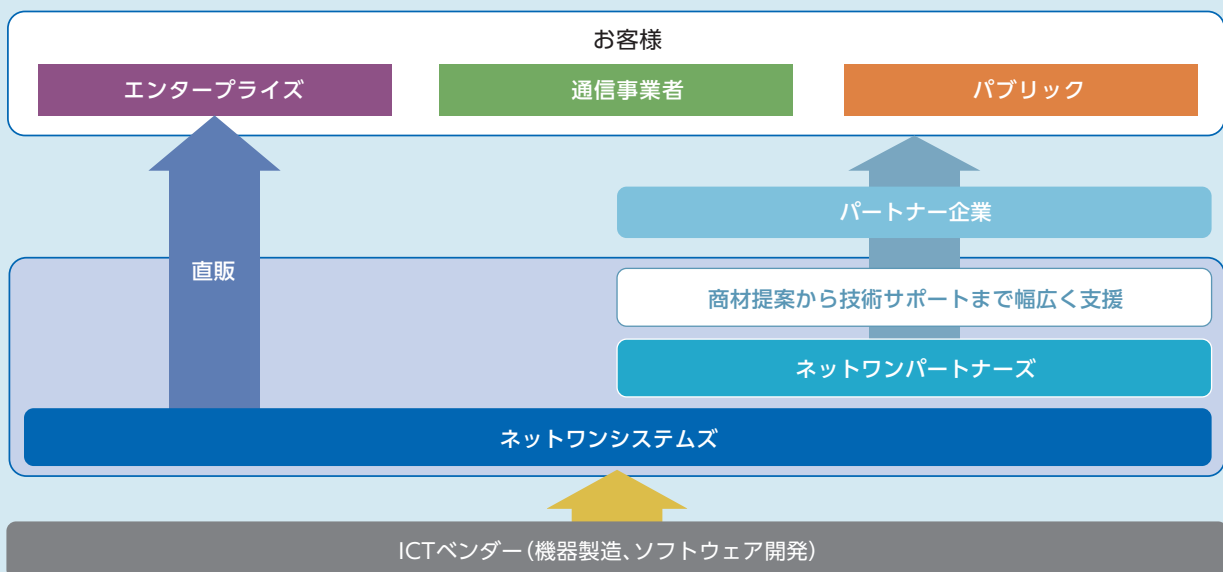 お客様
エンタープライズ
通信事業者
パブリック
パートナー企業
直販
商材提案から技術サポートまで幅広く支援
ネットワンパートナーズ
ネットワンシステムズ
ICTベンダー(機器製造、ソフトウェア開発)